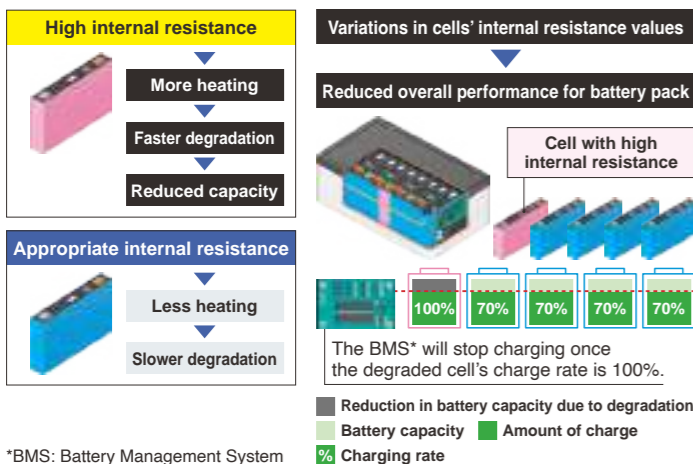 High internal resistance
More heating
Faster degradation
Reduced capacity
Appropriate internal resistance
Less heating
Slower degradation
*BMS: Battery Management System
Variations in cells' internal resistance values
Reduced overall performance for battery pack
Cell with high
internal resistance
100% 70% 70% 70% 70%
The BMS* will stop charging once
the degraded cell's charge rate is 100%.
Reduction in battery capacity due to degradation
Battery capacity Amount of charge
% Charging rate